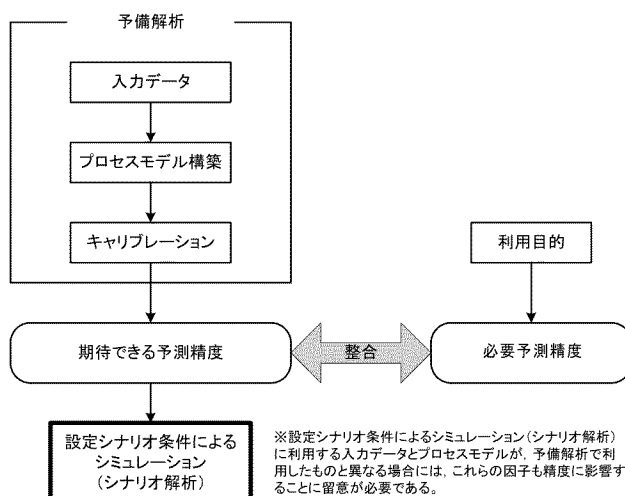 予備解析
入力データ
プロセスモデル構築
キャリブレーション
利用目的
期待できる予測精度
整合
必要予測精度
設定シナリオ条件による
シミュレーション
(シナリオ解析)
※設定シナリオ条件によるシミュレーション(シナリオ解析)
に利用する入力データとプロセスモデルが, 予備解析で利
用したものと異なる場合には, これらの因子も精度に影響す
ることに留意が必要である。